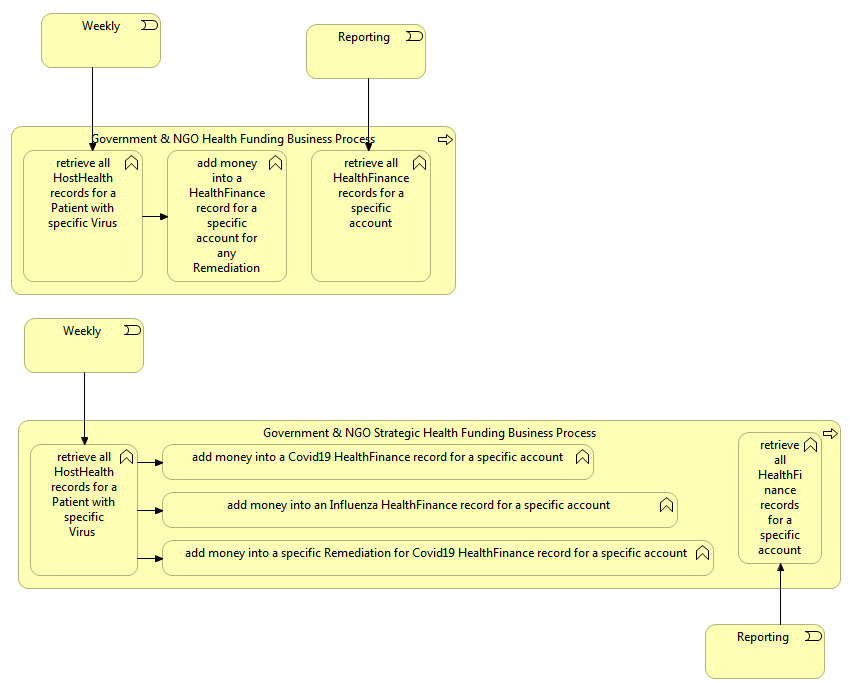 Weekly
Reporting
Government & NGO Health Funding Business Process
retrieve all
HostHealth
records for a
Patient with
specific Virus
add money
into a
HealthFinance
record for a
specific
account for
any
Remediation
retrieve all
HealthFinance
records for a
specific
account
Weekly
Government & NGO Strategic Health Funding Business Process
retrieve all
HostHealth
records for a
Patient with
specific
Virus
add money into a Covid19 HealthFinance record for a specific account
add money into an Influenza HealthFinance record for a specific account
add money into a specific Remediation for Covid19 HealthFinance record for a specific account
retrieve
all
HealthFi
nance
records
for a
specific
account
Reporting